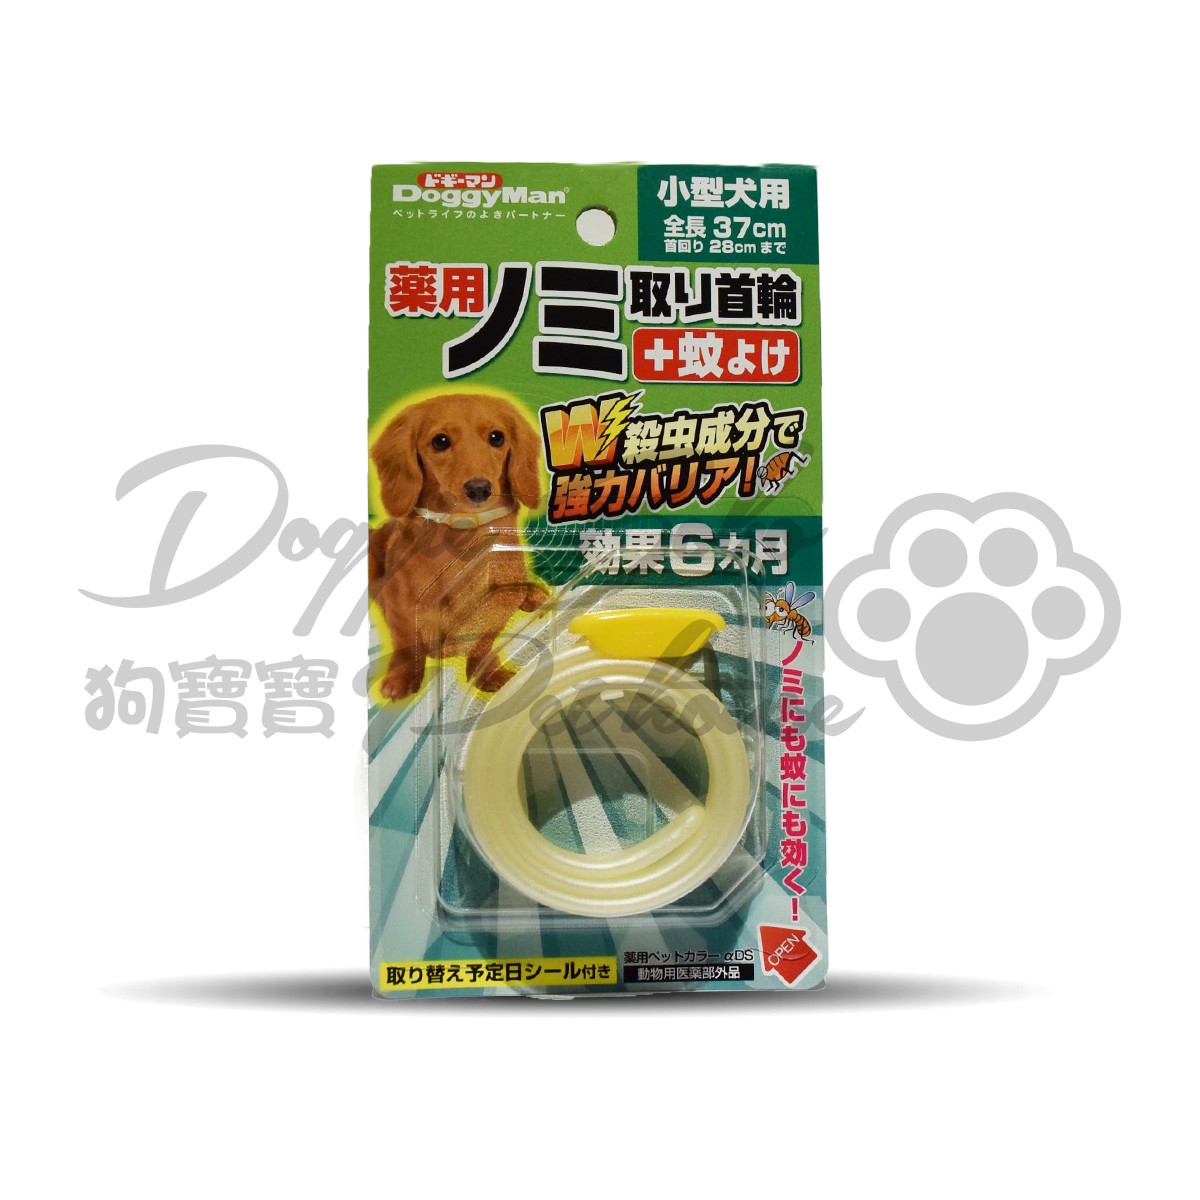 ドギーマン
DoggyMan®
ペットライフのよきパートナー
小型犬用
全長 37cm
首回り 28cm まで
薬用ノミ取り首輪
+蚊よけ
W殺虫成分で
強力バリア!
効果6カ月
ノミにも蚊にも効く!
狗寶寶
OPEN
取り替え予定日シール付き
薬用ペットカラー αDS
動物用医薬部外品